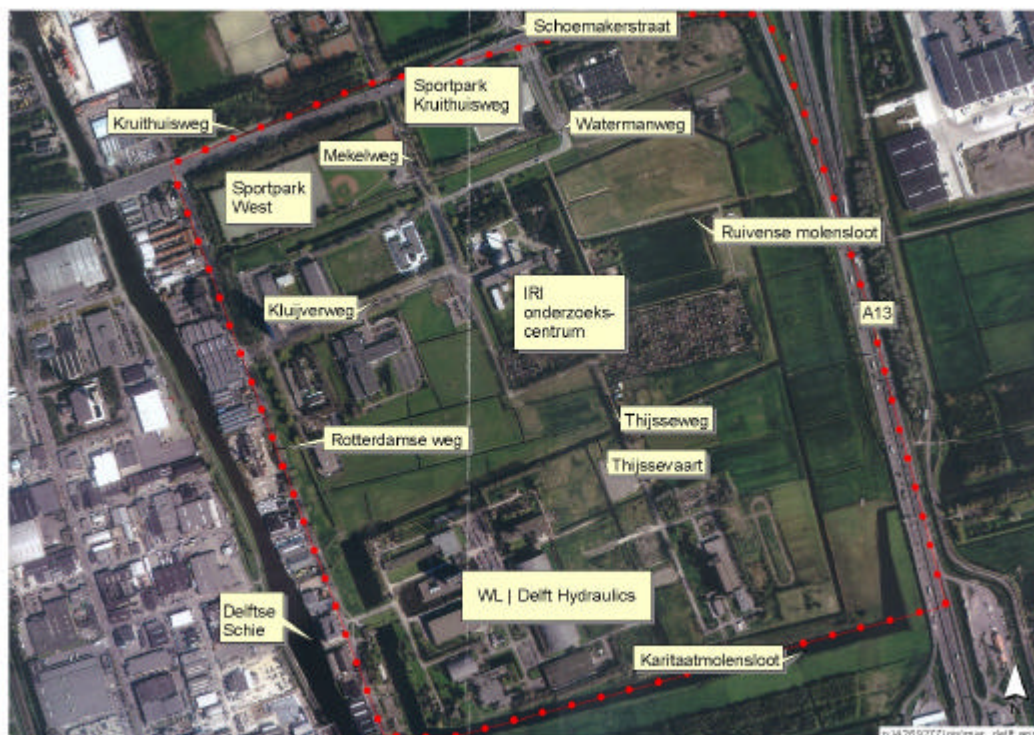 Schoemakerstraat
Sportpark
Kruithuisweg
Kruithuisweg
Watermanweg
Mekelweg
Sportpark
West
Ruivense molensloot
IRI
onderzoeks-
centrum
Kluijverweg
A13
Thijsseweg
Rotterdamse weg
Thijssevaart
WL | Delft Hydraulics
Delftse
Schie
Karitaatmolensloot